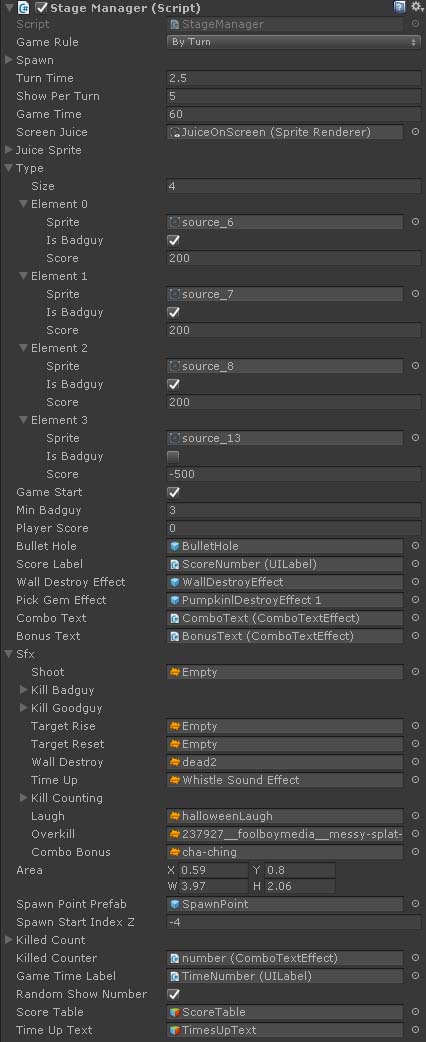 Stage Manager (Script)
Script StageManager
Game Rule By Turn
Spawn
Turn Time 2.5
Show Per Turn 5
Game Time 60
Screen Juice JuiceOnScreen (Sprite Renderer)
Juice Sprite
Type
Size 4
Element 0
Sprite source_6
Is Badguy
Score 200
Element 1
Sprite source_7
Is Badguy
Score 200
Element 2
Sprite source_8
Is Badguy
Score 200
Element 3
Sprite source_13
Is Badguy
Score -500
Game Start
Min Badguy 3
Player Score 0
Bullet Hole BulletHole
Score Label ScoreNumber (UILabel)
Wall Destroy Effect WallDestroyEffect
Pick Gem Effect PumpkinlDestroyEffect 1
Combo Text ComboText (ComboTextEffect)
Bonus Text BonusText (ComboTextEffect)
Sfx
Shoot Empty
Kill Badguy
Kill Goodguy
Target Rise Empty
Target Reset Empty
Wall Destroy dead2
Time Up Whistle Sound Effect
Kill Counting
Laugh halloweenLaugh
Overkill 237927__foolboymedia__messy-splat-
Combo Bonus cha-ching
Area X 0.59 Y 0.8
W 3.97 H 2.06
Spawn Point Prefab SpawnPoint
Spawn Start Index Z -4
Killed Count
Killed Counter number (ComboTextEffect)
Game Time Label TimeNumber (UILabel)
Random Show Number
Score Table ScoreTable
Time Up Text TimesUpText